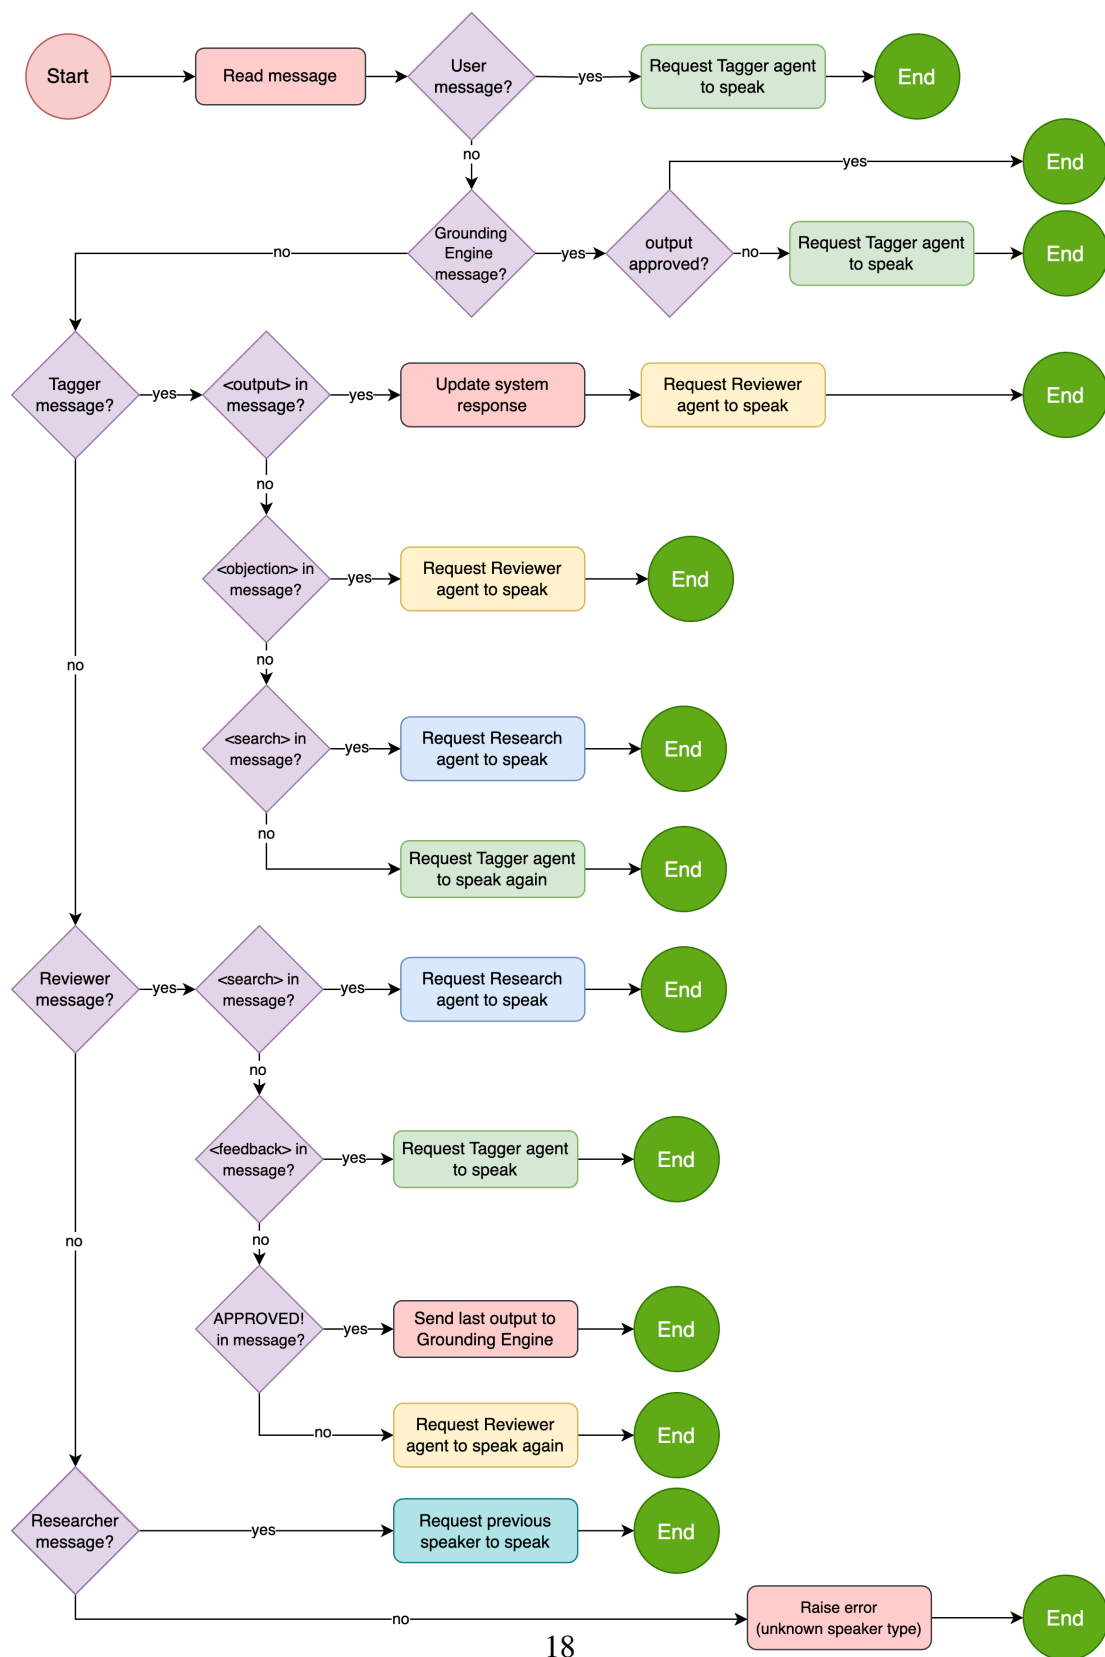 Start
Read message
User
message?
yes
Request Tagger agent
to speak
End
no
yes
End
Grounding
Engine
message?
yes
output
approved?
no
Request Tagger agent
to speak
End
no
Tagger
message?
yes
<output> in
message?
yes
Update system
response
Request Reviewer
agent to speak
End
no
<objection> in
message?
yes
Request Reviewer
agent to speak
End
no
no
<search> in
message?
yes
Request Research
agent to speak
End
no
Request Tagger agent
to speak again
End
Reviewer
message?
yes
<search> in
message?
yes
Request Research
agent to speak
End
no
<feedback> in
message?
yes
Request Tagger agent
to speak
End
no
no
APPROVED!
in message?
yes
Send last output to
Grounding Engine
End
no
Request Reviewer
agent to speak again
End
Researcher
message?
yes
Request previous
speaker to speak
End
no
Raise error
(unknown speaker type)
End
18